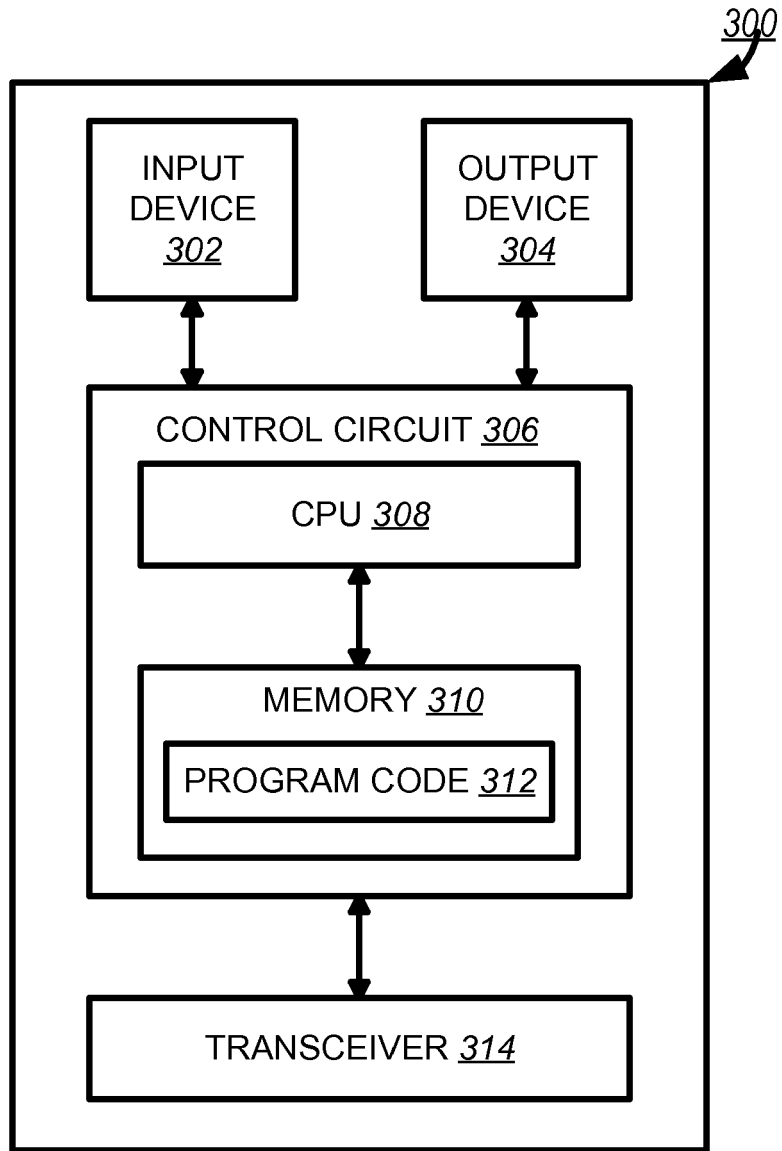 300
INPUT
DEVICE
302
OUTPUT
DEVICE
304
CONTROL CIRCUIT 306
CPU 308
MEMORY 310
PROGRAM CODE 312
TRANSCEIVER 314